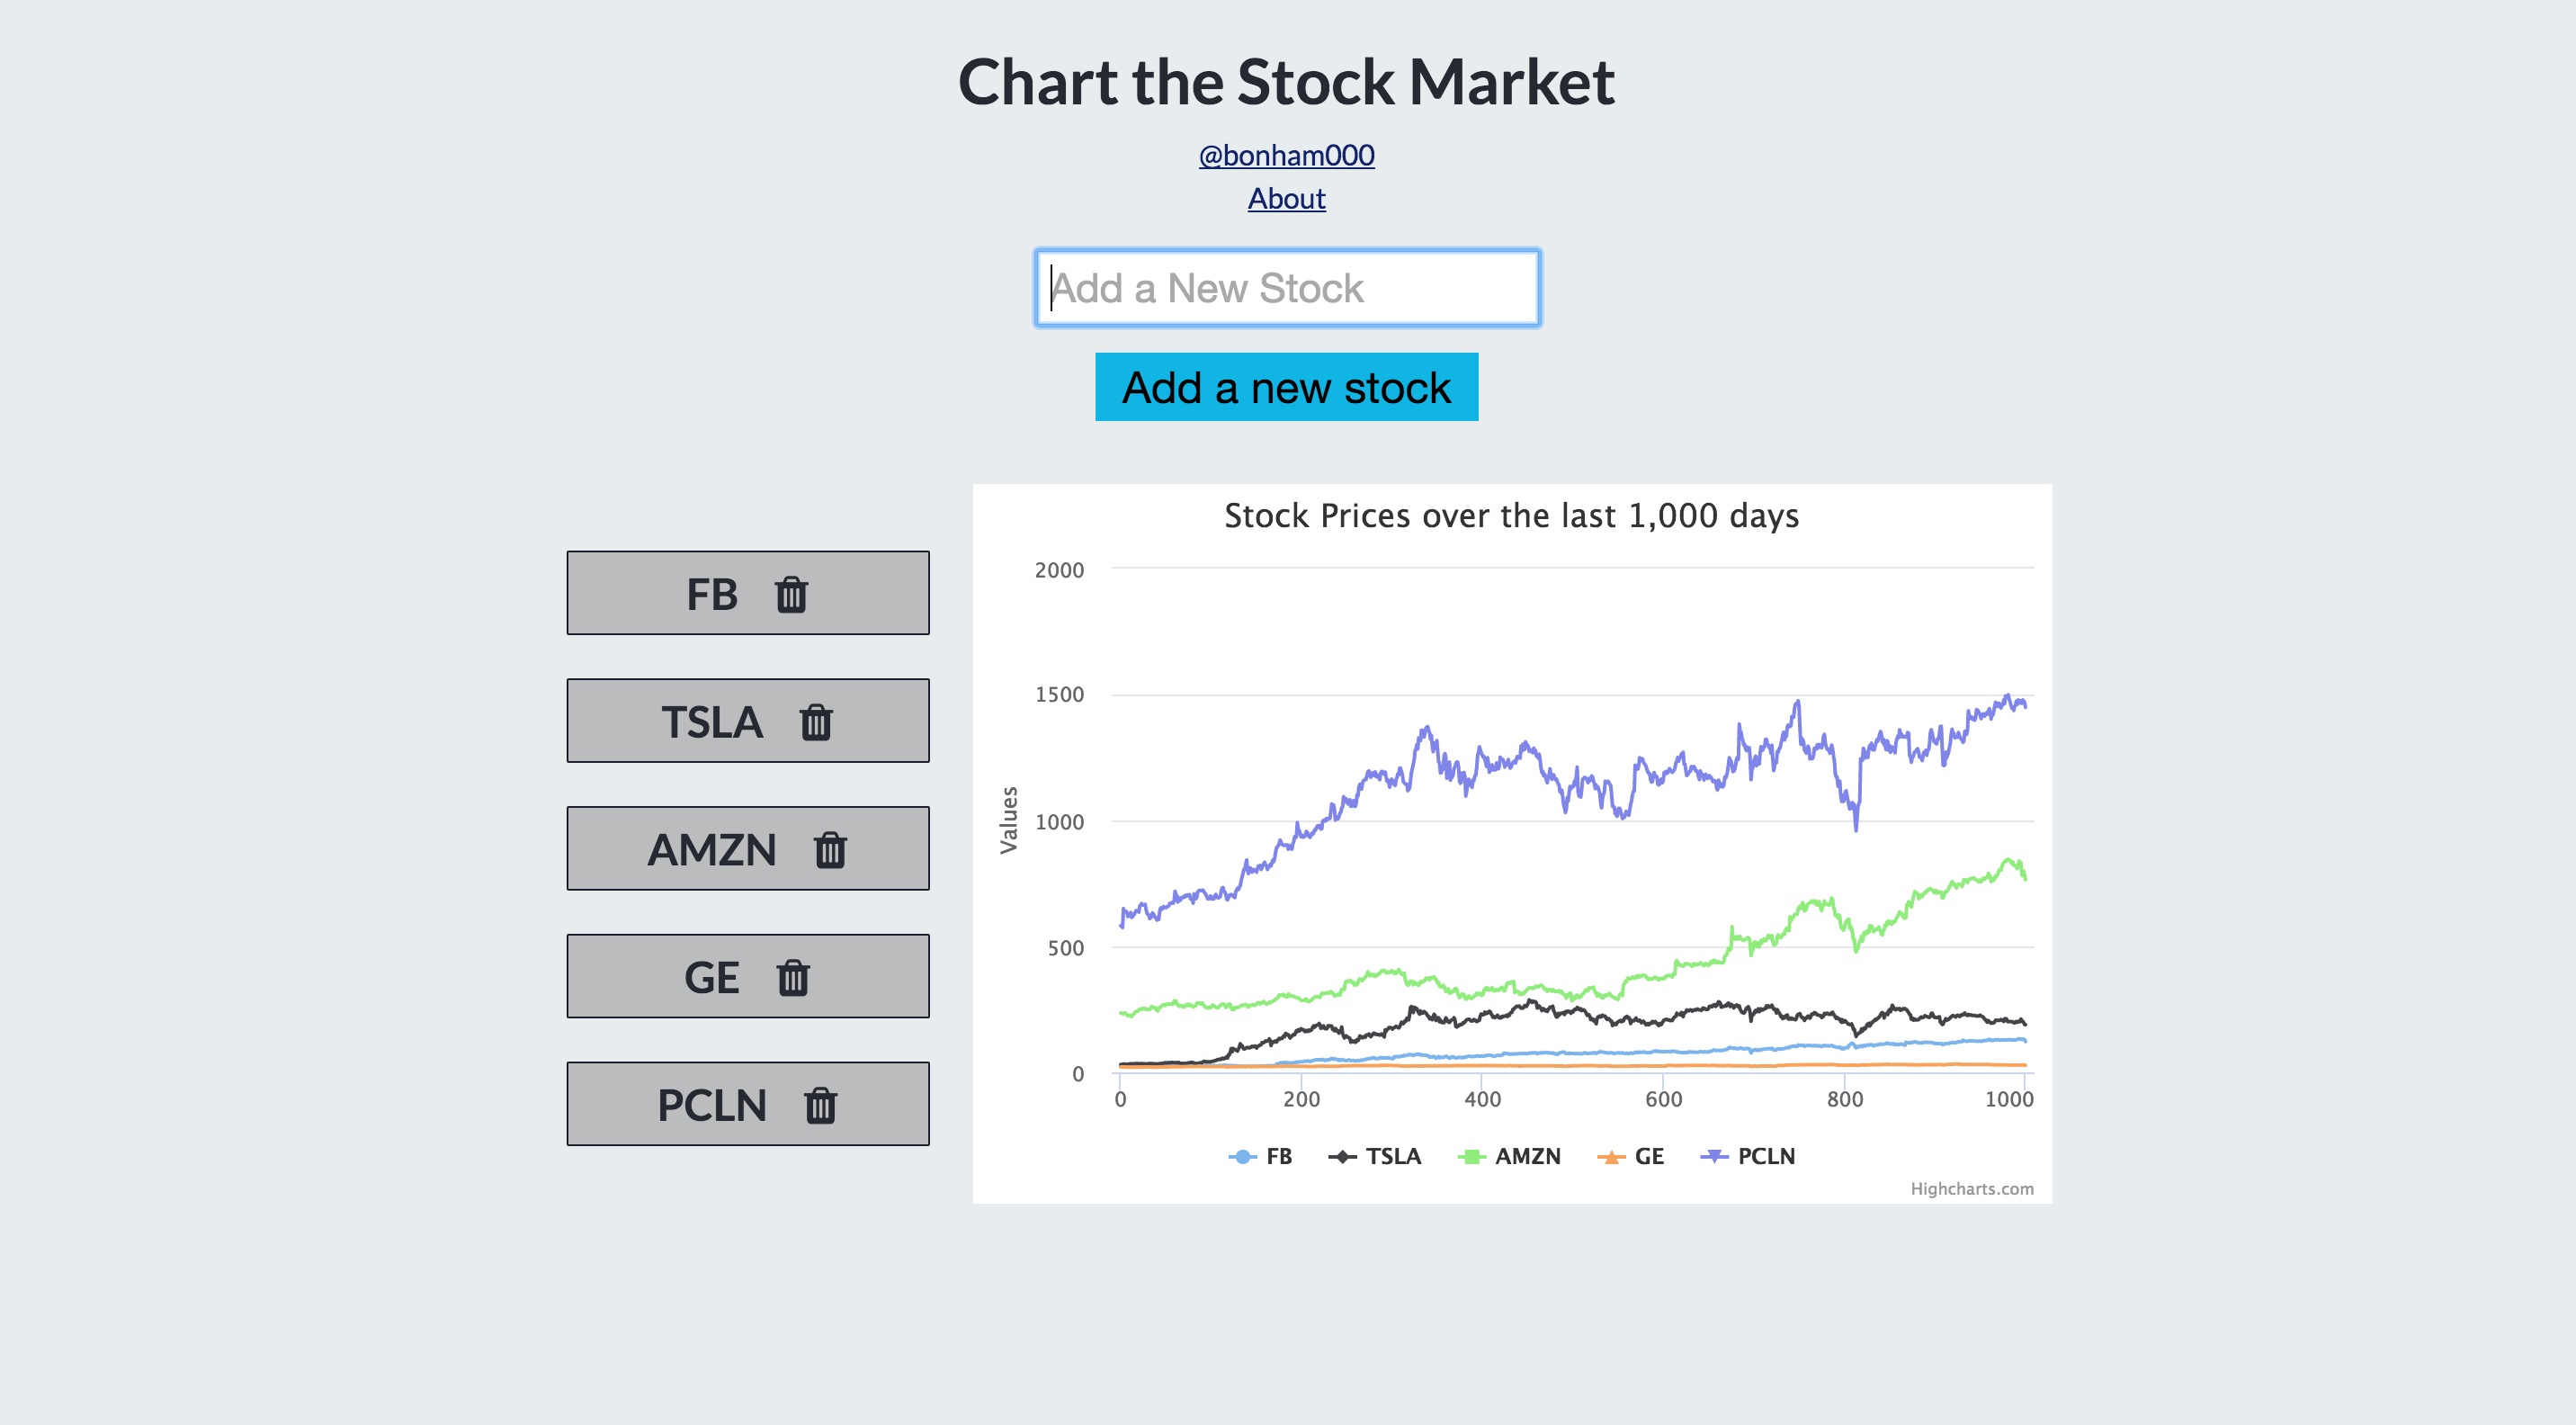 Chart the Stock Market
@bonham000
About
Add a New Stock
Add a new stock
FB
TSLA
AMZN
GE
PCLN
Stock Prices over the last 1,000 days
Values
2000
1500
1000
500
0
0 200 400 600 800 1000
FB TSLA AMZN GE PCLN
Highcharts.com